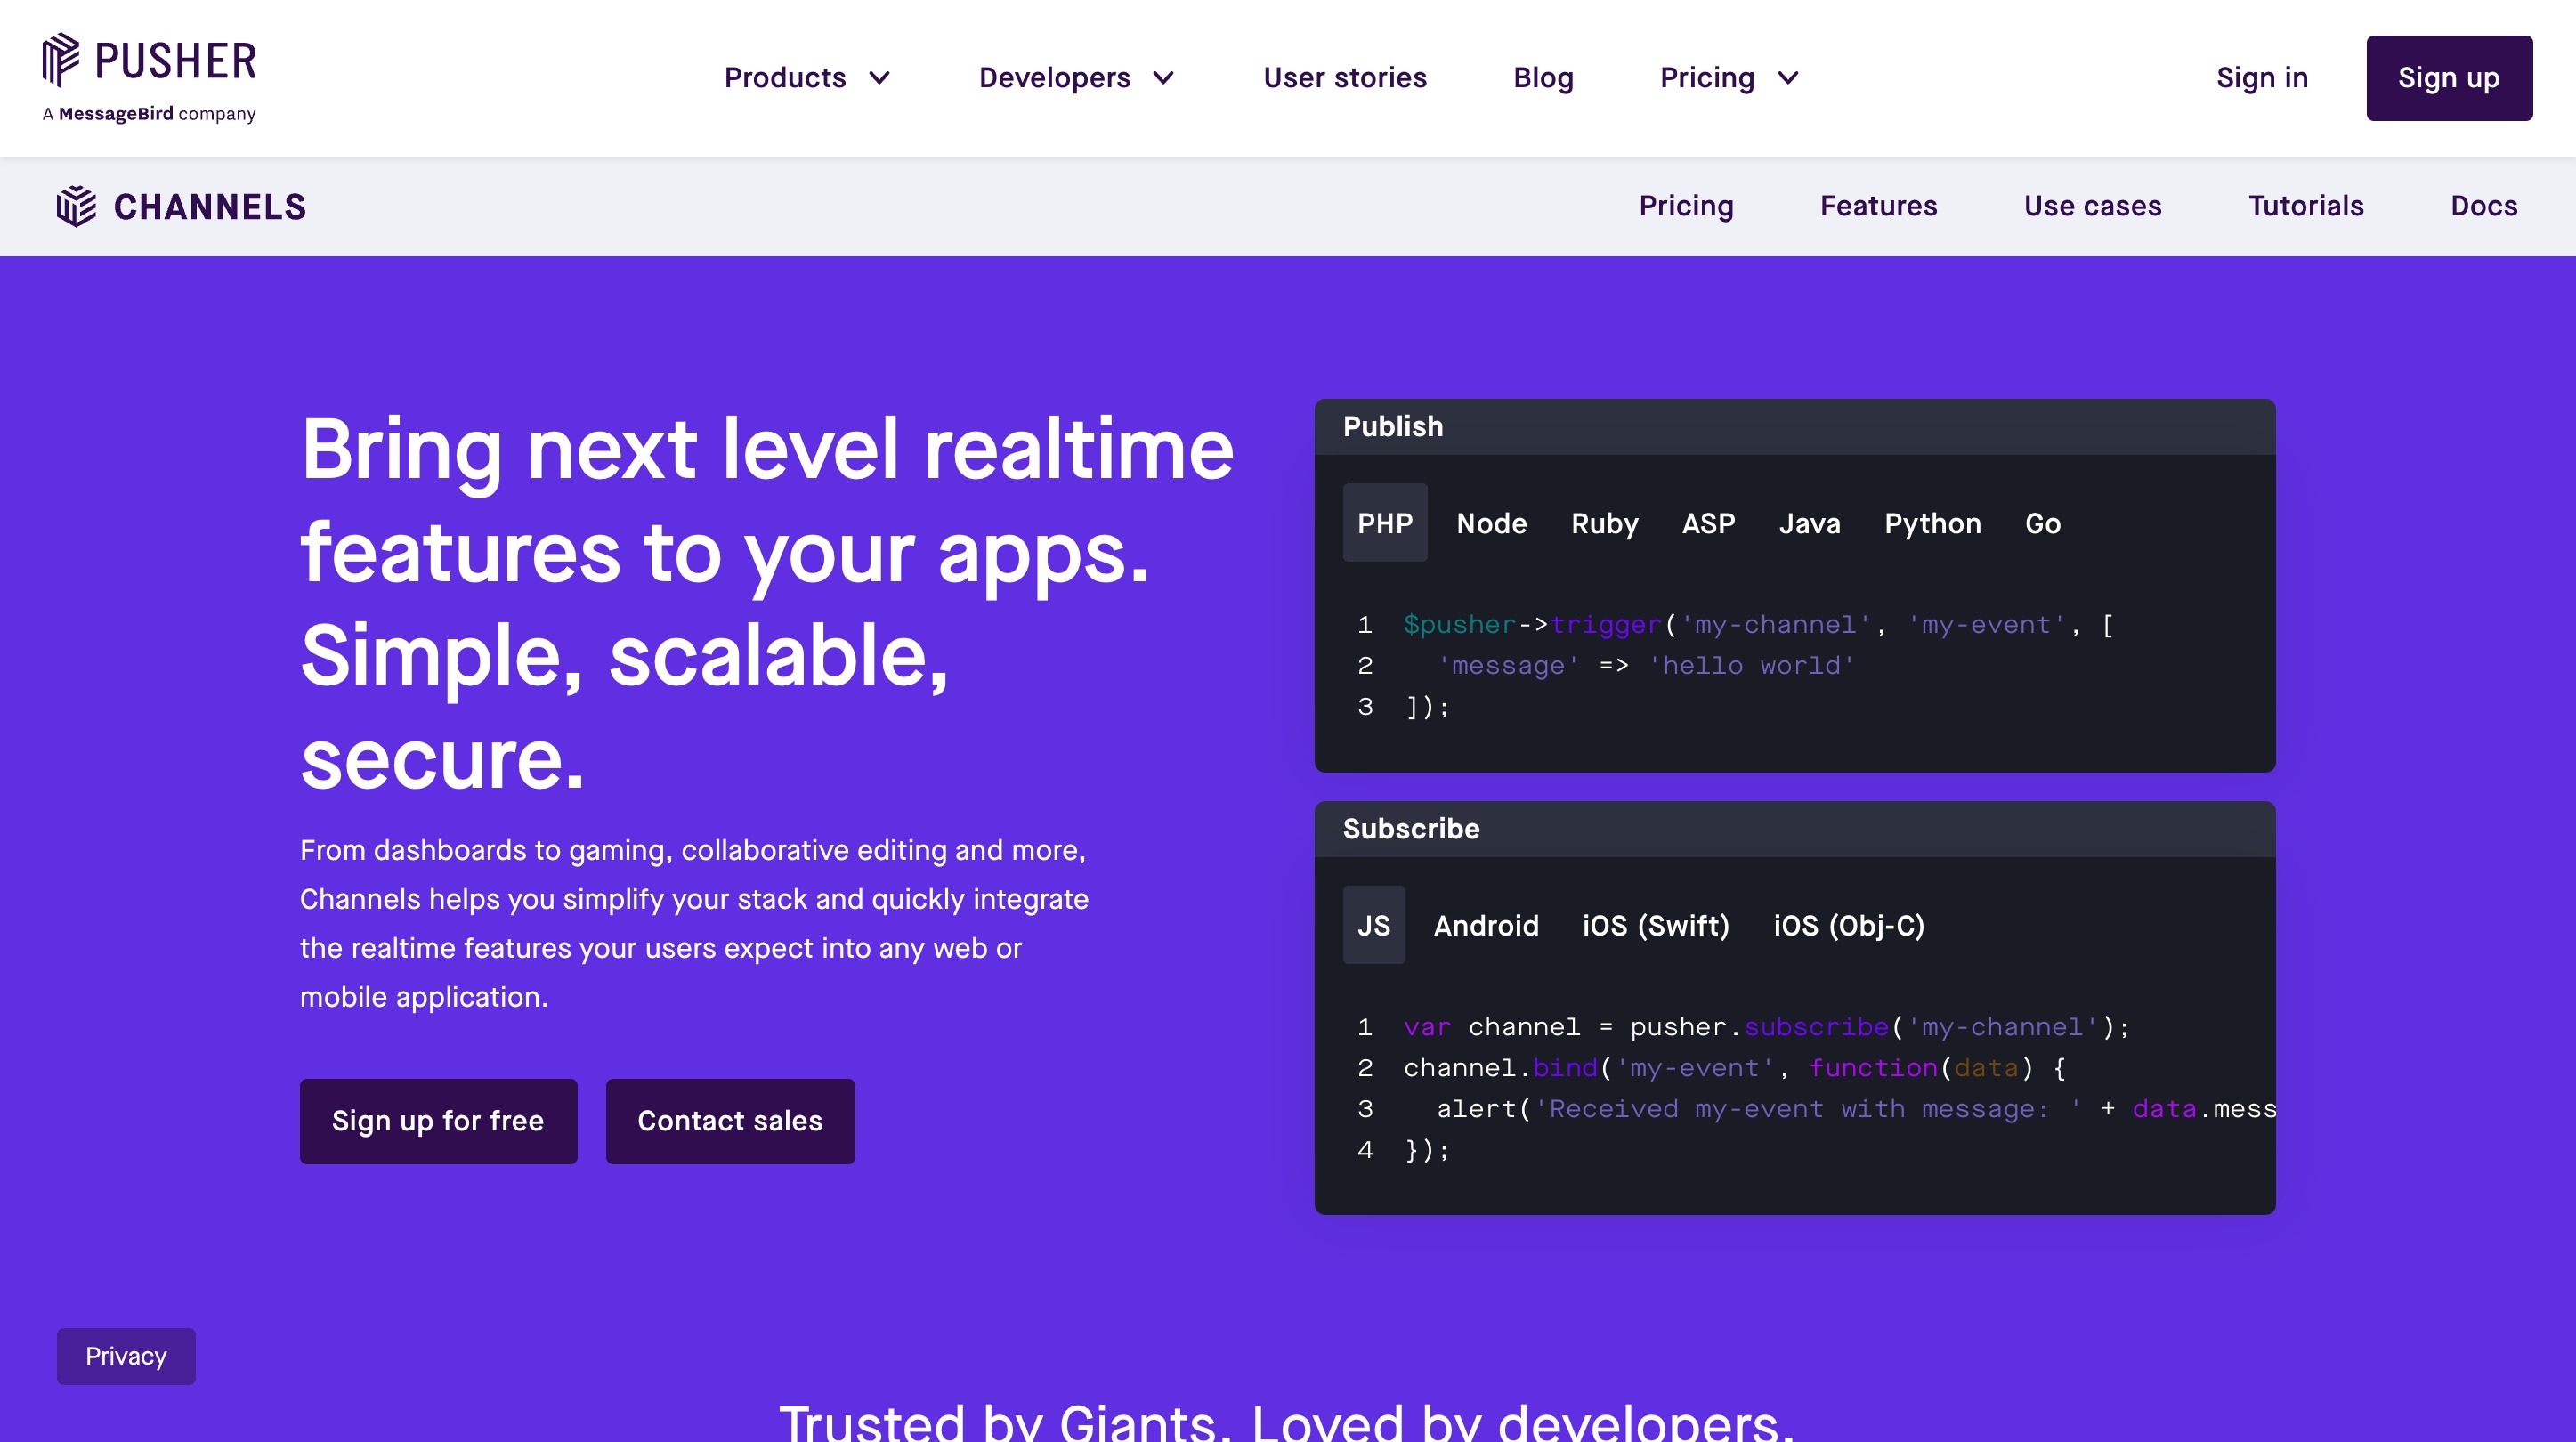 PUSHER
A MessageBird company
Products
Developers
User stories
Blog
Pricing
Sign in
Sign up
CHANNELS
Pricing
Features
Use cases
Tutorials
Docs
Bring next level realtime
features to your apps.
Simple, scalable,
secure.
From dashboards to gaming, collaborative editing and more,
Channels helps you simplify your stack and quickly integrate
the realtime features your users expect into any web or
mobile application.
Sign up for free
Contact sales
Publish
PHP Node Ruby ASP Java Python Go
1 $pusher->trigger('my-channel', 'my-event', [
2 'message' => 'hello world'
3 ]);
Subscribe
JS Android iOS (Swift) iOS (Obj-C)
1 var channel = pusher.subscribe('my-channel');
2 channel.bind('my-event', function(data) {
3 alert('Received my-event with message: ' + data.mess
4 });
Privacy
Trusted by Giants. Loved by developers.